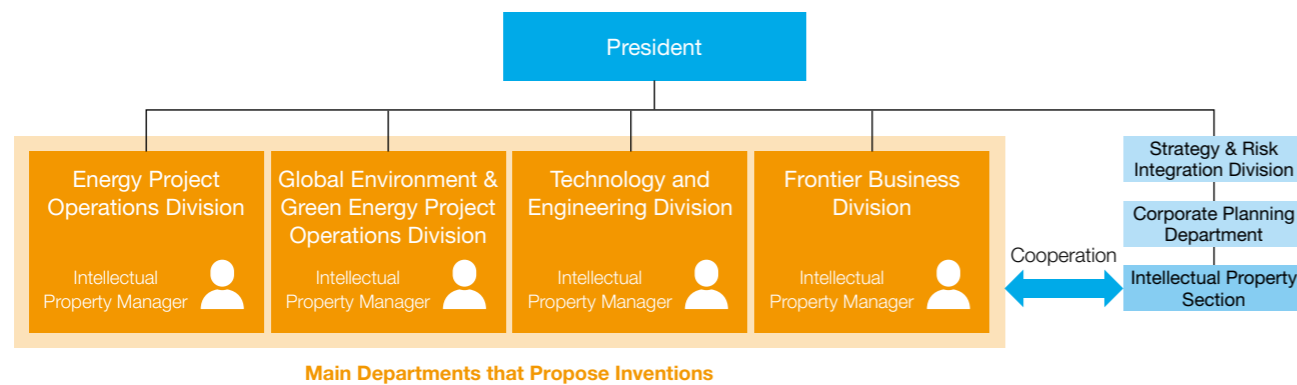 President
Energy Project
Operations Division
Intellectual
Property Manager
Global Environment &
Green Energy Project
Operations Division
Intellectual
Property Manager
Technology and
Engineering Division
Intellectual
Property Manager
Frontier Business
Division
Intellectual
Property Manager
Cooperation
Strategy & Risk
Integration Division
Corporate Planning
Department
Intellectual Property
Section
Main Departments that Propose Inventions